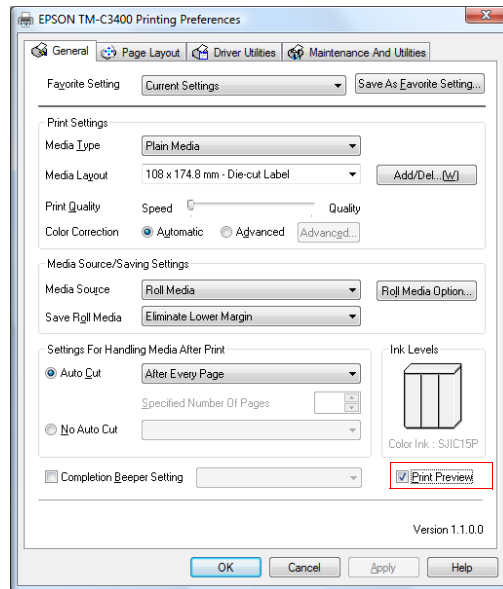 EPSON TM-C3400 Printing Preferences
General Page Layout Driver Utilities Maintenance And Utilities
Favorite Setting Current Settings Save As Favorite Setting...
Print Settings
Media Type Plain Media
Media Layout 108 x 174.8 mm - Die-cut Label Add/Del...(W)
Print Quality Speed Quality
Color Correction Automatic Advanced Advanced...
Media Source/Saving Settings
Media Source Roll Media Roll Media Option...
Save Roll Media Eliminate Lower Margin
Settings For Handling Media After Print Ink Levels
Auto Cut After Every Page
Specified Number Of Pages
No Auto Cut
Color Ink : SJIC15P
Completion Beeper Setting Print Preview
Version 1.1.0.0
OK Cancel Apply Help